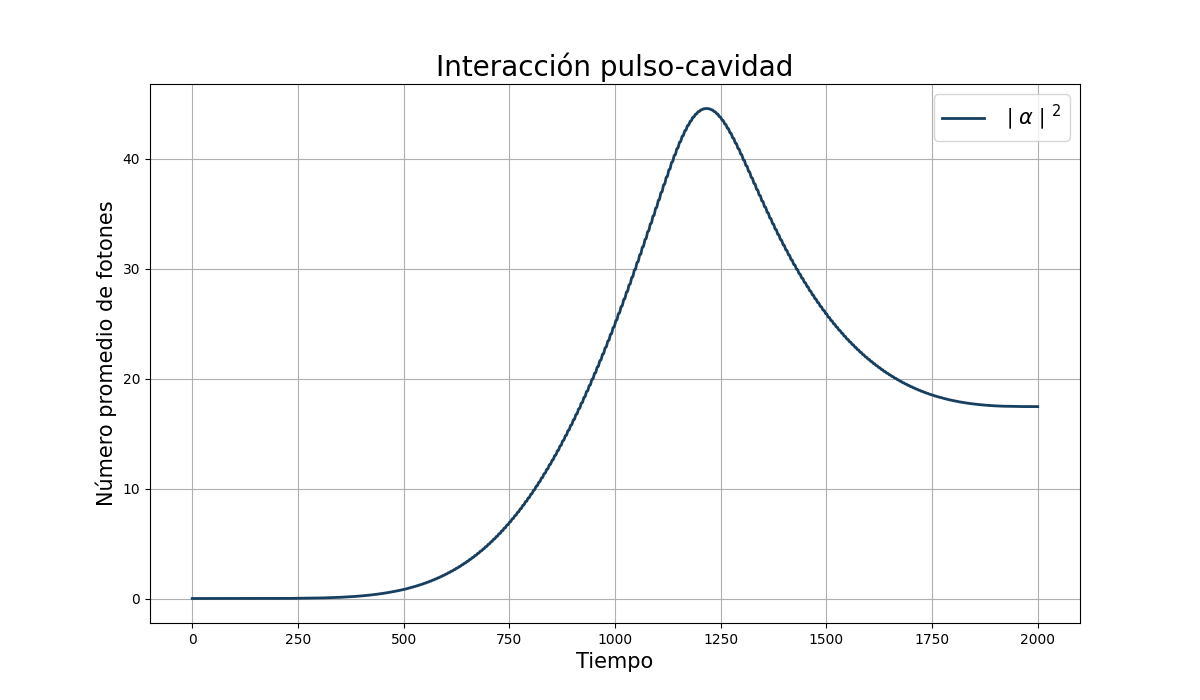 Interacción pulso-cavidad
| α | ²
Número promedio de fotones
40
30
20
10
0
0 250 500 750 1000 1250 1500 1750 2000
Tiempo